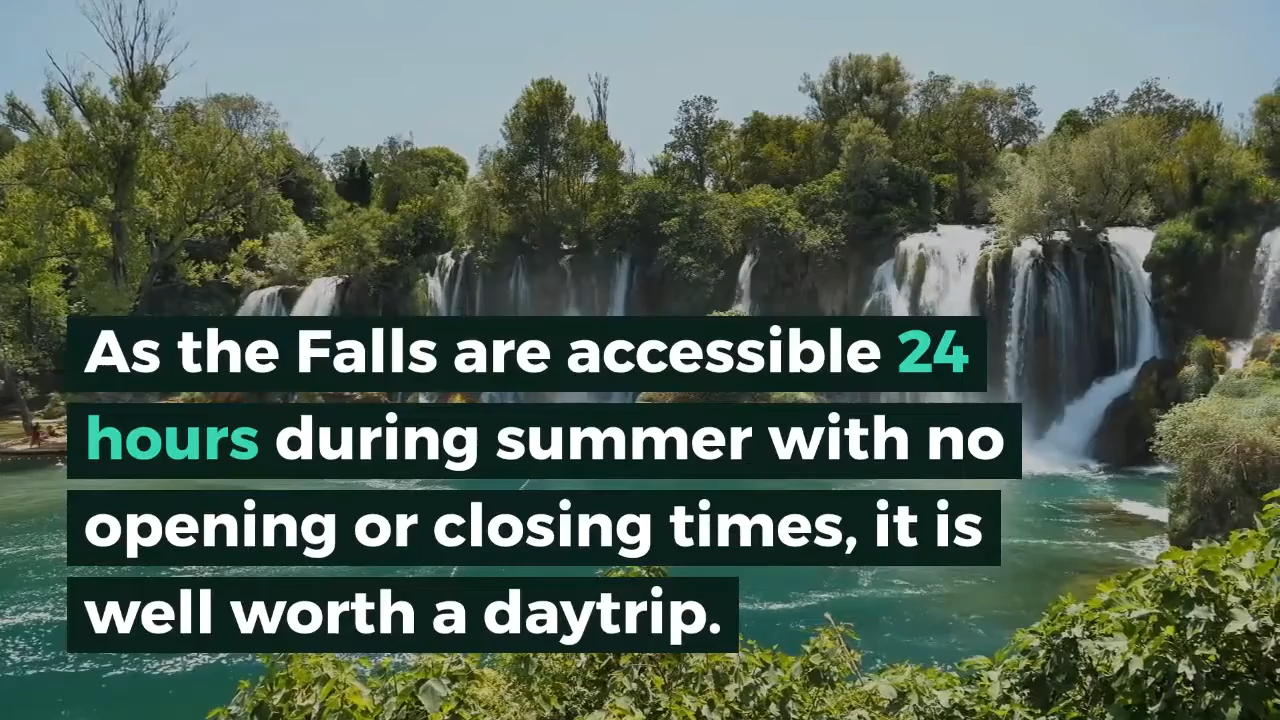 As the Falls are accessible 24
hours during summer with no
opening or closing times, it is
well worth a daytrip.